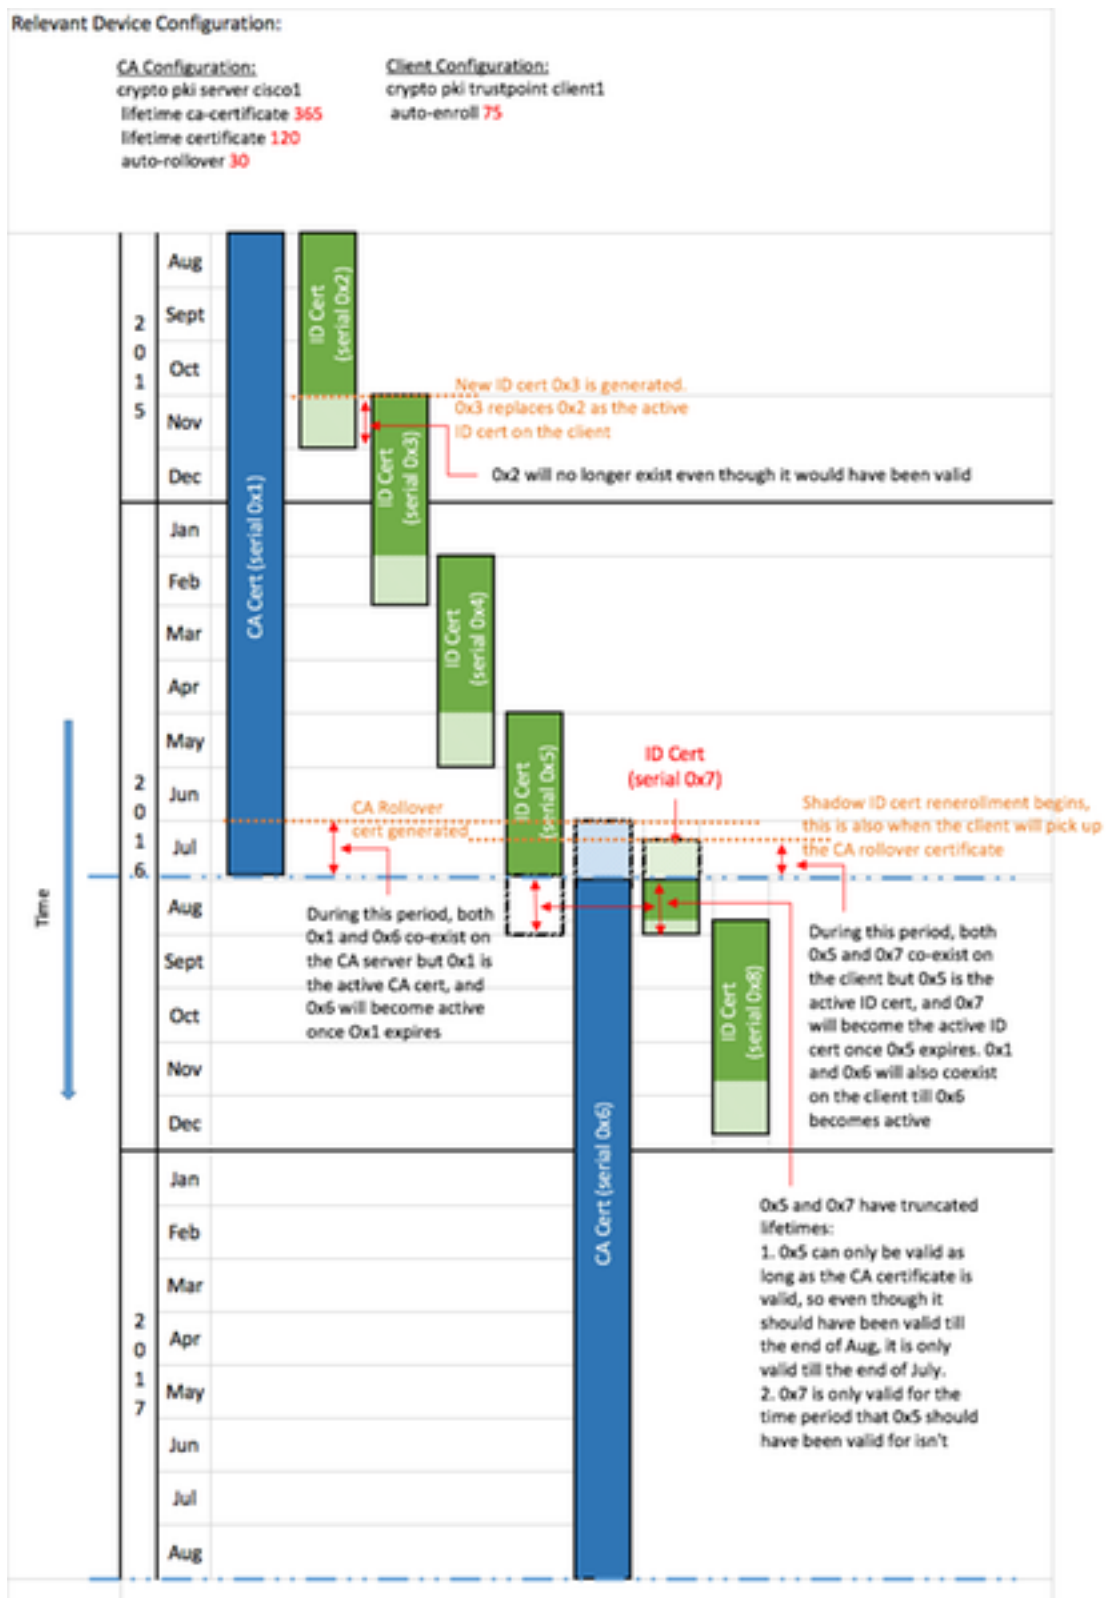 Relevant Device Configuration:
CA Configuration:
crypto pki server cisco1
lifetime ca-certificate 365
lifetime certificate 120
auto-rollover 30
Client Configuration:
crypto pki trustpoint client1
auto-enroll 75
Time
2015
Aug
Sept
Oct
Nov
Dec
2016
Jan
Feb
Mar
Apr
May
Jun
Jul
Aug
Sept
Oct
Nov
Dec
2017
Jan
Feb
Mar
Apr
May
Jun
Jul
Aug
CA Cert (serial 0x1)
ID Cert
(serial 0x2)
ID Cert
(serial 0x3)
ID Cert
(serial 0x4)
ID Cert
(serial 0x5)
CA Cert (serial 0x6)
ID Cert
(serial 0x7)
ID Cert
(serial 0x8)
New ID cert 0x3 is generated.
0x3 replaces 0x2 as the active
ID cert on the client
0x2 will no longer exist even though it would have been valid
CA Rollover
cert generated
Shadow ID cert renerollment begins,
this is also when the client will pick up
the CA rollover certificate
During this period, both
0x1 and 0x6 co-exist on
the CA server but 0x1 is
the active CA cert, and
0x6 will become active
once Ox1 expires
During this period, both
0x5 and 0x7 co-exist on
the client but 0x5 is the
active ID cert, and 0x7
will become the active ID
cert once 0x5 expires. 0x1
and 0x6 will also coexist
on the client till 0x6
becomes active
0x5 and 0x7 have truncated
lifetimes:
1. 0x5 can only be valid as
long as the CA certificate is
valid, so even though it
should have been valid till
the end of Aug, it is only
valid till the end of July.
2. 0x7 is only valid for the
time period that 0x5 should
have been valid for isn't